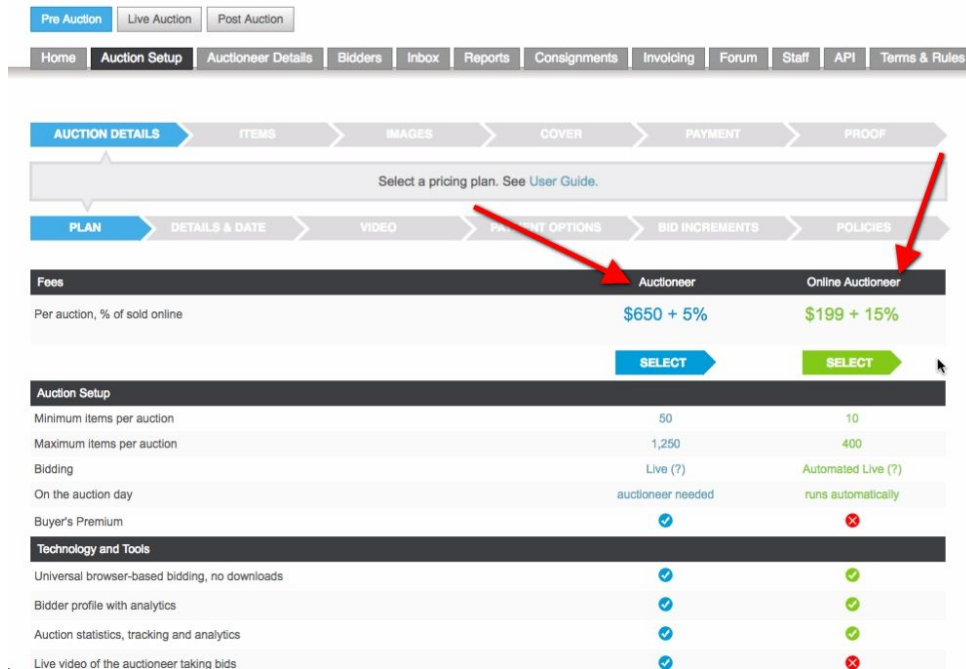 Pre Auction Live Auction Post Auction
Home Auction Setup Auctioneer Details Bidders Inbox Reports Consignments Invoicing Forum Staff API Terms & Rules
AUCTION DETAILS ITEMS IMAGES COVER PAYMENT PROOF
Select a pricing plan. See User Guide.
PLAN DETAILS & DATE VIDEO PAYMENT OPTIONS BID INCREMENTS POLICIES
Fees Auctioneer Online Auctioneer
Per auction, % of sold online $650 + 5% $199 + 15%
SELECT SELECT
Auction Setup
Minimum items per auction 50 10
Maximum items per auction 1,250 400
Bidding Live (?) Automated Live (?)
On the auction day auctioneer needed runs automatically
Buyer's Premium
Technology and Tools
Universal browser-based bidding, no downloads
Bidder profile with analytics
Auction statistics, tracking and analytics
Live video of the auctioneer taking bids